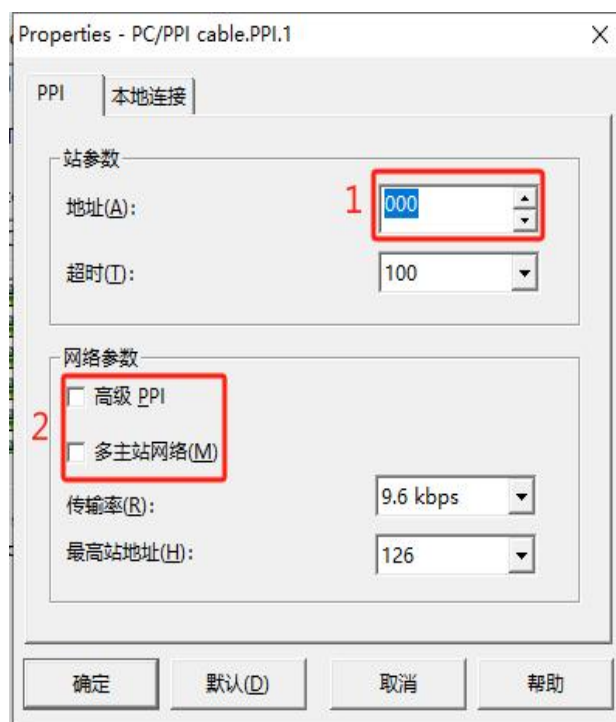 Properties - PC/PPI cable.PPI.1
PPI 本地连接
站参数
地址(A): 1 000
超时(T): 100
网络参数
高级 PPI
2
多主站网络(M)
传输率(R): 9.6 kbps
最高站地址(H): 126
确定 默认(D) 取消 帮助